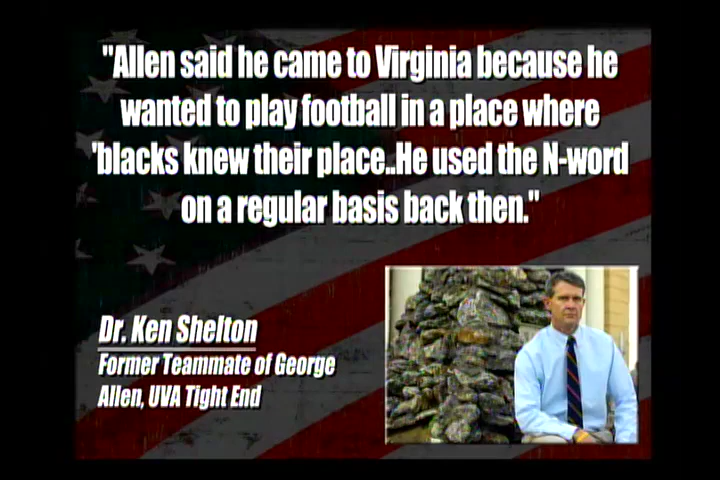 "Allen said he came to Virginia because he
wanted to play football in a place where
'blacks knew their place..He used the N-word
on a regular basis back then."
Dr. Ken Shelton
Former Teammate of George
Allen, UVA Tight End